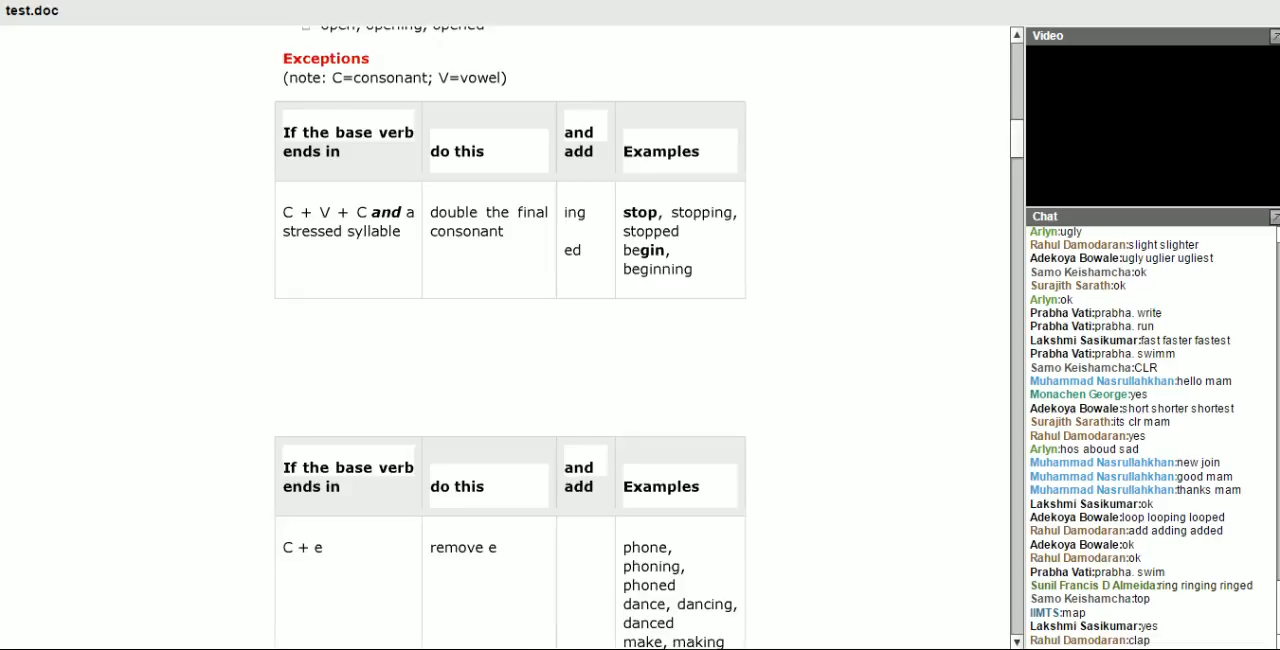 test.doc
open, opening, opened
Exceptions
(note: C=consonant; V=vowel)
If the base verb ends in
do this
and add
Examples
C + V + C and a stressed syllable
double the final consonant
ing
ed
stop, stopping, stopped
begin, beginning
If the base verb ends in
do this
and add
Examples
C + e
remove e
phone, phoning, phoned
dance, dancing, danced
make, making
Video
Chat
Arlyn:ugly
Rahul Damodaran:slight slighter
Adekoya Bowale:ugly uglier ugliest
Samo Keishamcha:ok
Surajith Sarath:ok
Arlyn:ok
Prabha Vati:prabha. write
Prabha Vati:prabha. run
Lakshmi Sasikumar:fast faster fastest
Prabha Vati:prabha. swimm
Samo Keishamcha:CLR
Muhammad Nasrullahkhan:hello mam
Monachen George:yes
Adekoya Bowale:short shorter shortest
Surajith Sarath:its clr mam
Rahul Damodaran:yes
Arlyn:hos aboud sad
Muhammad Nasrullahkhan:new join
Muhammad Nasrullahkhan:good mam
Muhammad Nasrullahkhan:thanks mam
Lakshmi Sasikumar:ok
Adekoya Bowale:loop looping looped
Rahul Damodaran:add adding added
Adekoya Bowale:ok
Rahul Damodaran:ok
Prabha Vati:prabha. swim
Sunil Francis D Almeida:ring ringing ringed
Samo Keishamcha:top
IIMTS:map
Lakshmi Sasikumar:yes
Rahul Damodaran:clap